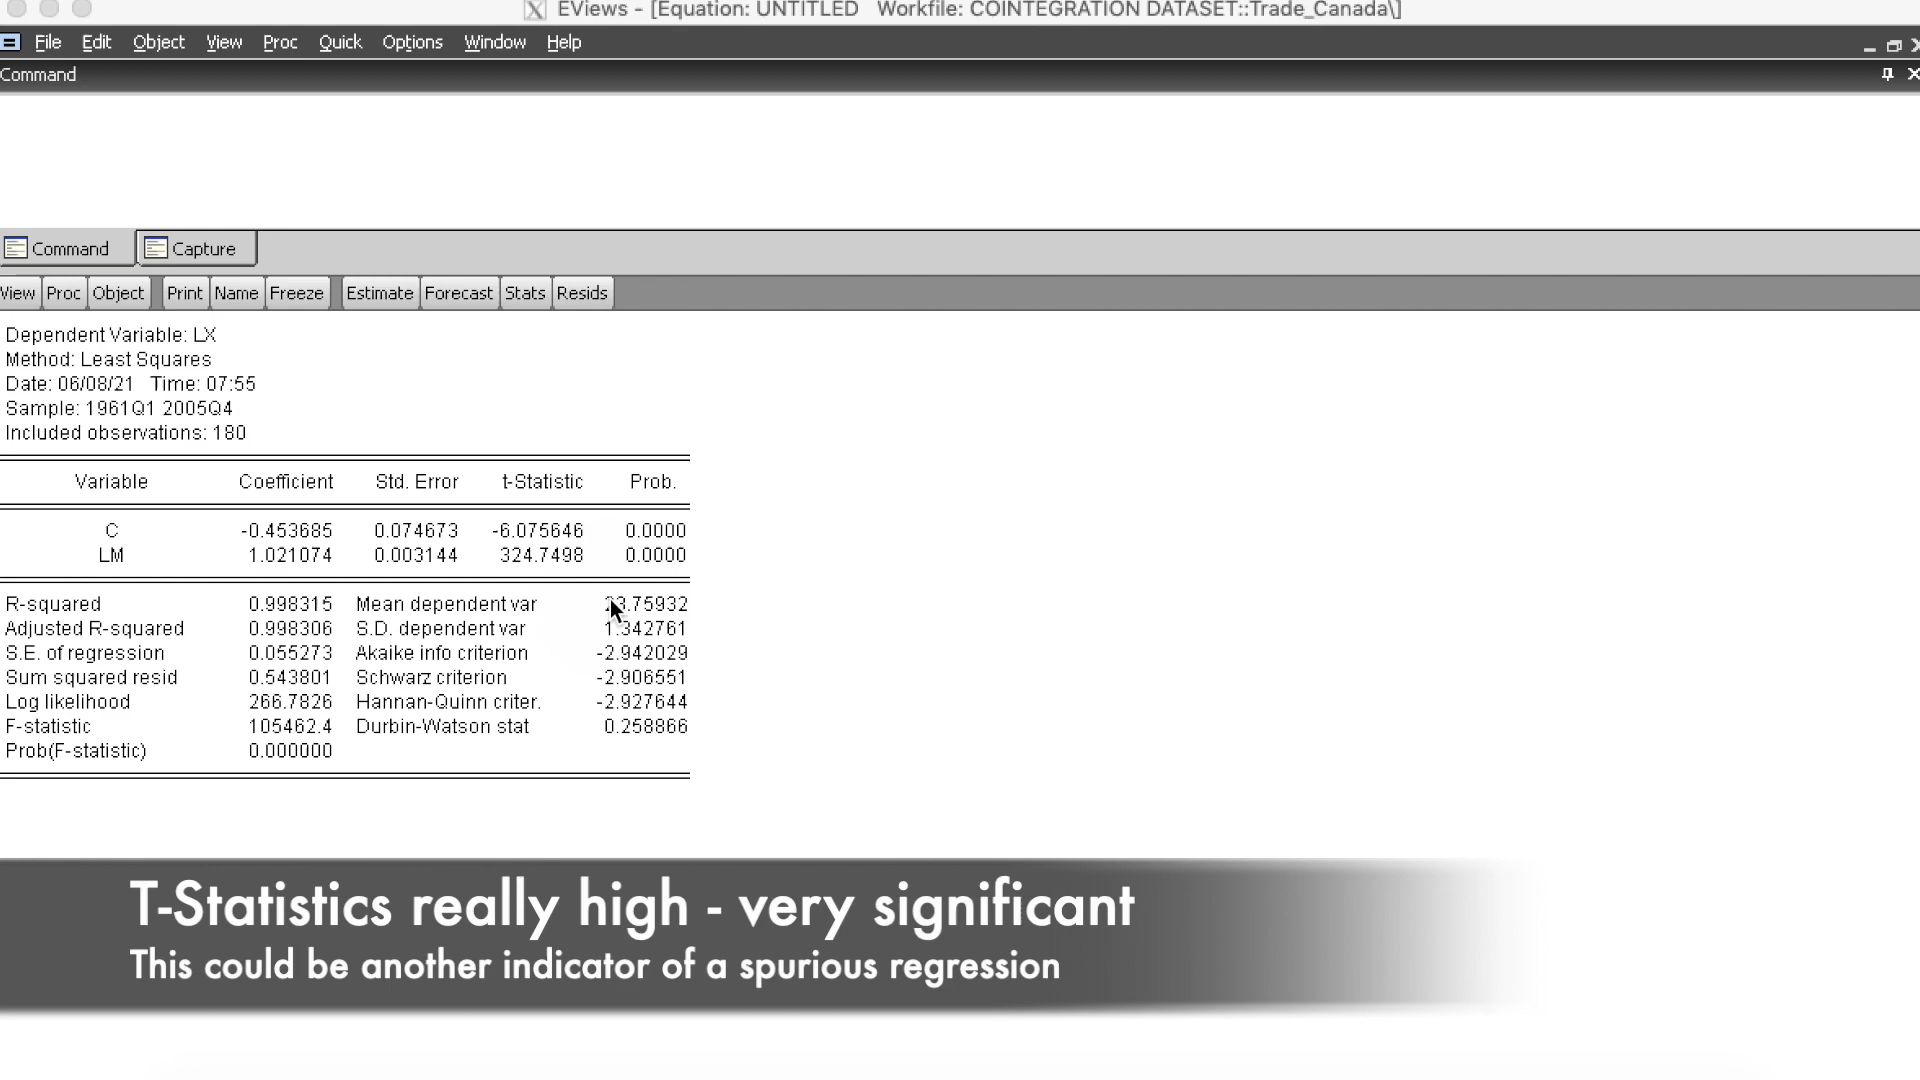 EViews - [Equation: UNTITLED Workfile: COINTEGRATION DATASET::Trade_Canada\]
File Edit Object View Proc Quick Options Window Help
Command
Command Capture
View Proc Object Print Name Freeze Estimate Forecast Stats Resids
Dependent Variable: LX
Method: Least Squares
Date: 06/08/21 Time: 07:55
Sample: 1961Q1 2005Q4
Included observations: 180
Variable Coefficient Std. Error t-Statistic Prob.
C -0.453685 0.074673 -6.075646 0.0000
LM 1.021074 0.003144 324.7498 0.0000
R-squared 0.998315 Mean dependent var 23.75932
Adjusted R-squared 0.998306 S.D. dependent var 1.342761
S.E. of regression 0.055273 Akaike info criterion -2.942029
Sum squared resid 0.543801 Schwarz criterion -2.906551
Log likelihood 266.7826 Hannan-Quinn criter. -2.927644
F-statistic 105462.4 Durbin-Watson stat 0.258866
Prob(F-statistic) 0.000000
T-Statistics really high - very significant
This could be another indicator of a spurious regression